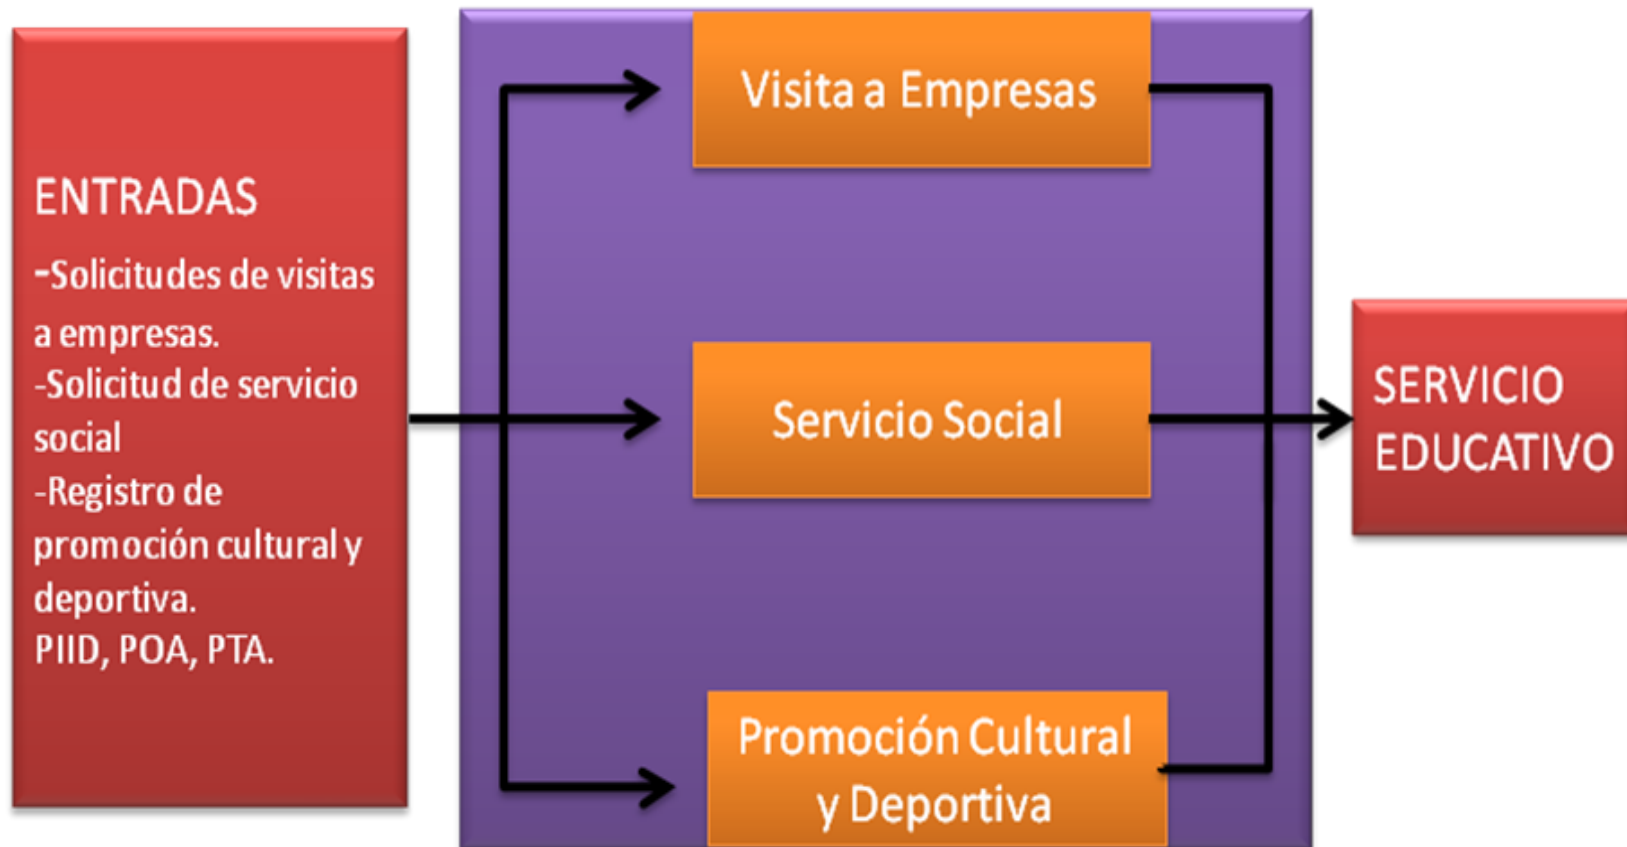 ENTRADAS
-Solicitudes de visitas
a empresas.
-Solicitud de servicio
social
-Registro de
promoción cultural y
deportiva.
PIID, POA, PTA.
Visita a Empresas
Servicio Social
Promoción Cultural
y Deportiva
SERVICIO
EDUCATIVO